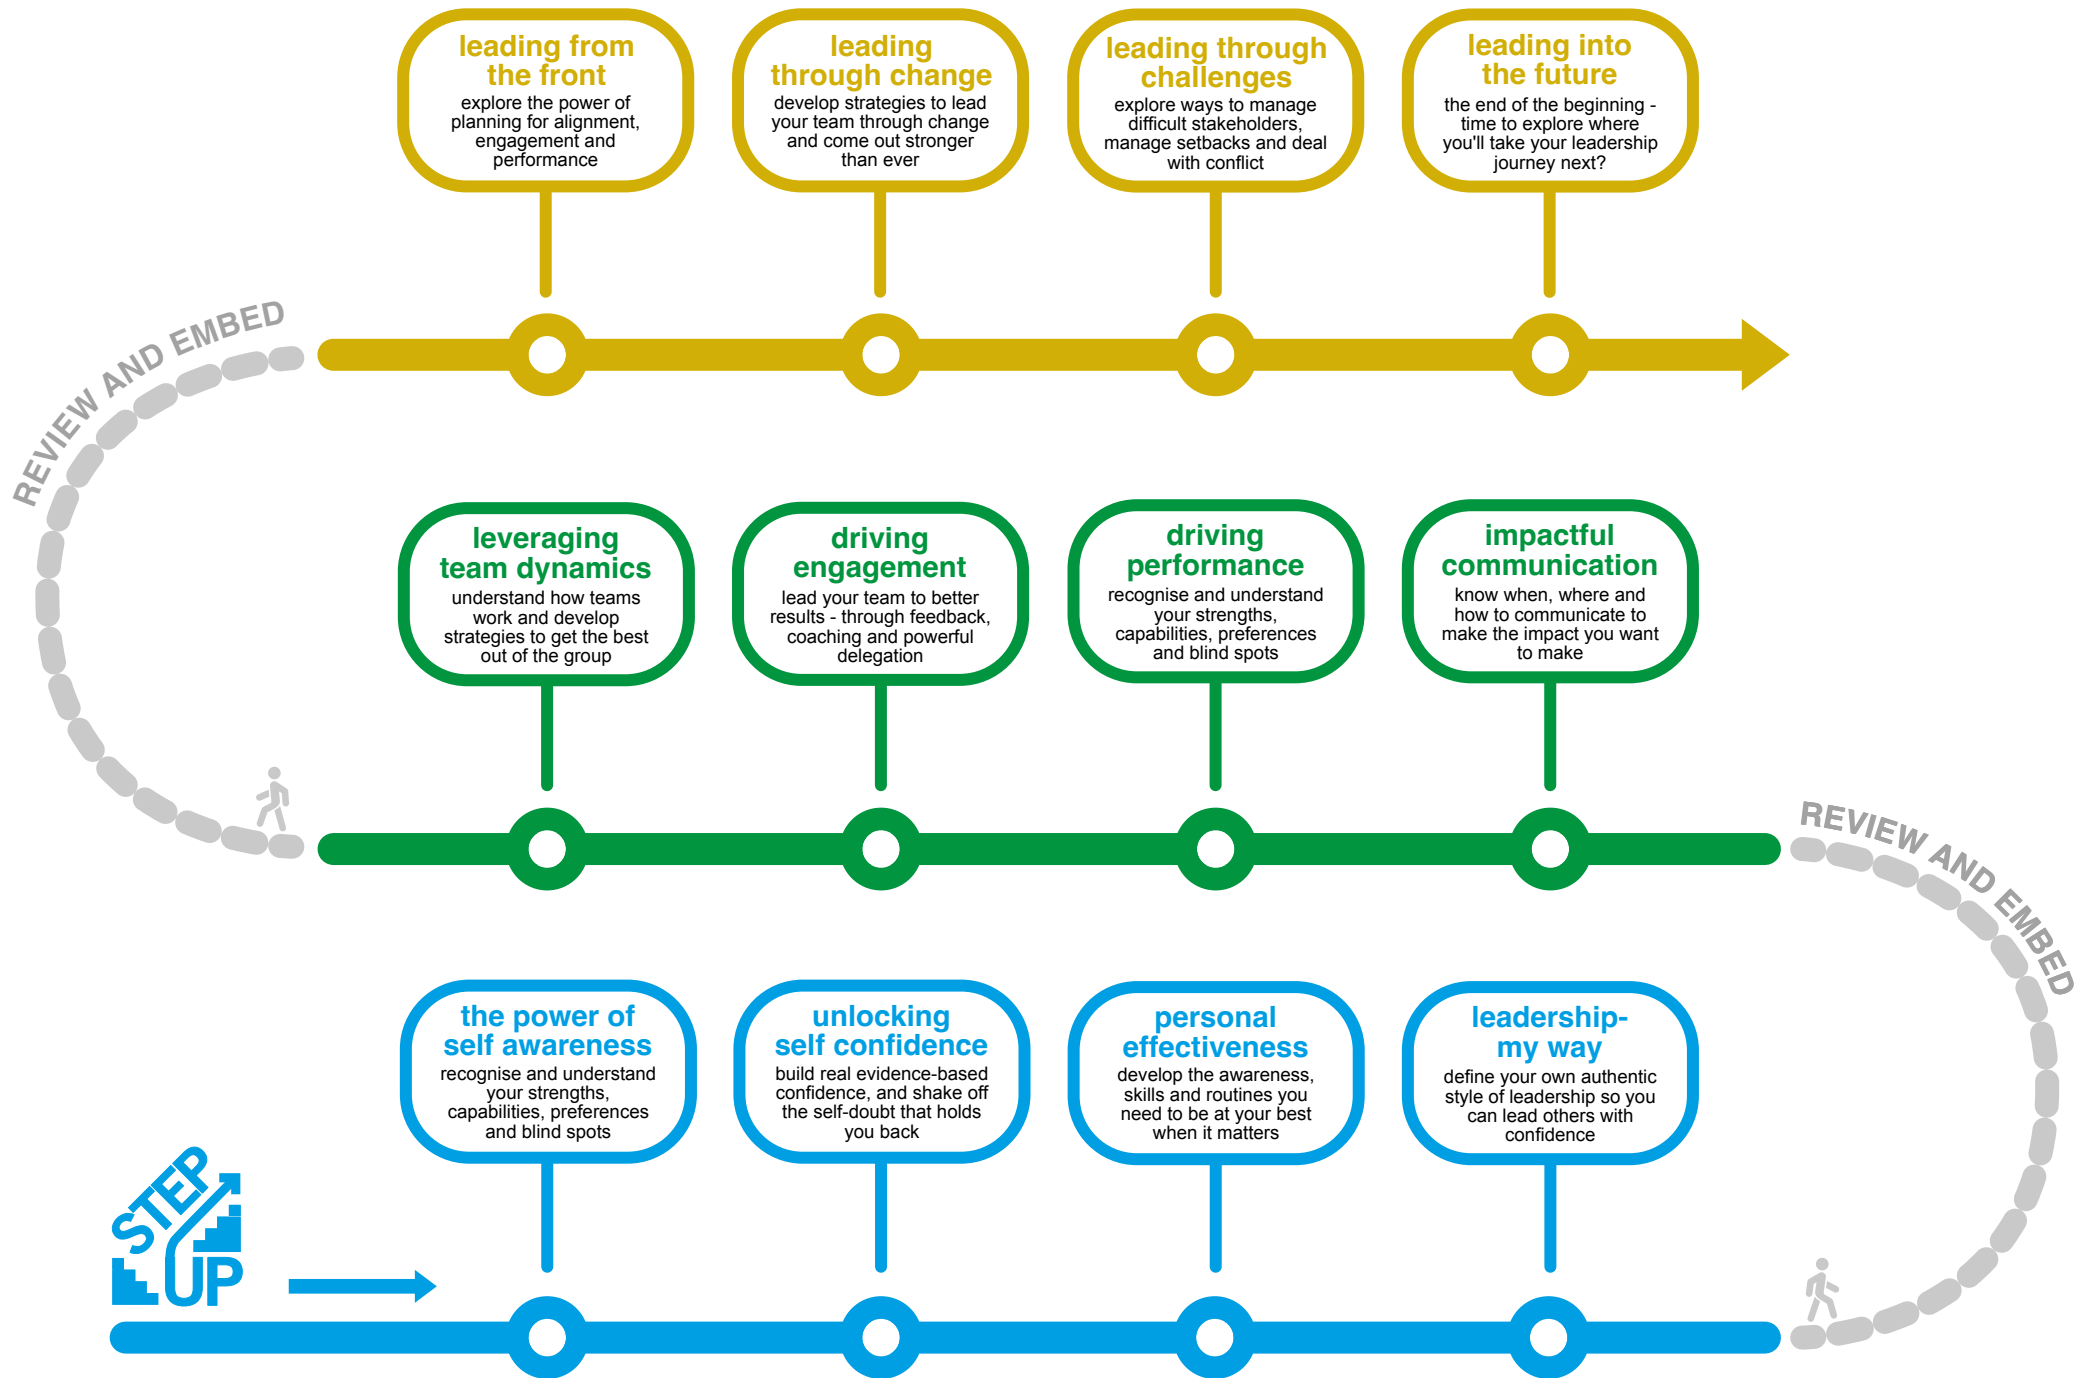 leading from
the front
explore the power of
planning for alignment,
engagement and
performance
leading
through change
develop strategies to lead
your team through change
and come out stronger
than ever
leading through
challenges
explore ways to manage
difficult stakeholders,
manage setbacks and deal
with conflict
leading into
the future
the end of the beginning -
time to explore where
you'll take your leadership
journey next?
REVIEW AND EMBED
leveraging
team dynamics
understand how teams
work and develop
strategies to get the best
out of the group
driving
engagement
lead your team to better
results - through feedback,
coaching and powerful
delegation
driving
performance
recognise and understand
your strengths,
capabilities, preferences
and blind spots
impactful
communication
know when, where and
how to communicate to
make the impact you want
to make
REVIEW AND EMBED
the power of
self awareness
recognise and understand
your strengths,
capabilities, preferences
and blind spots
unlocking
self confidence
build real evidence-based
confidence, and shake off
the self-doubt that holds
you back
personal
effectiveness
develop the awareness,
skills and routines you
need to be at your best
when it matters
leadership-
my way
define your own authentic
style of leadership so you
can lead others with
confidence
STEP
UP